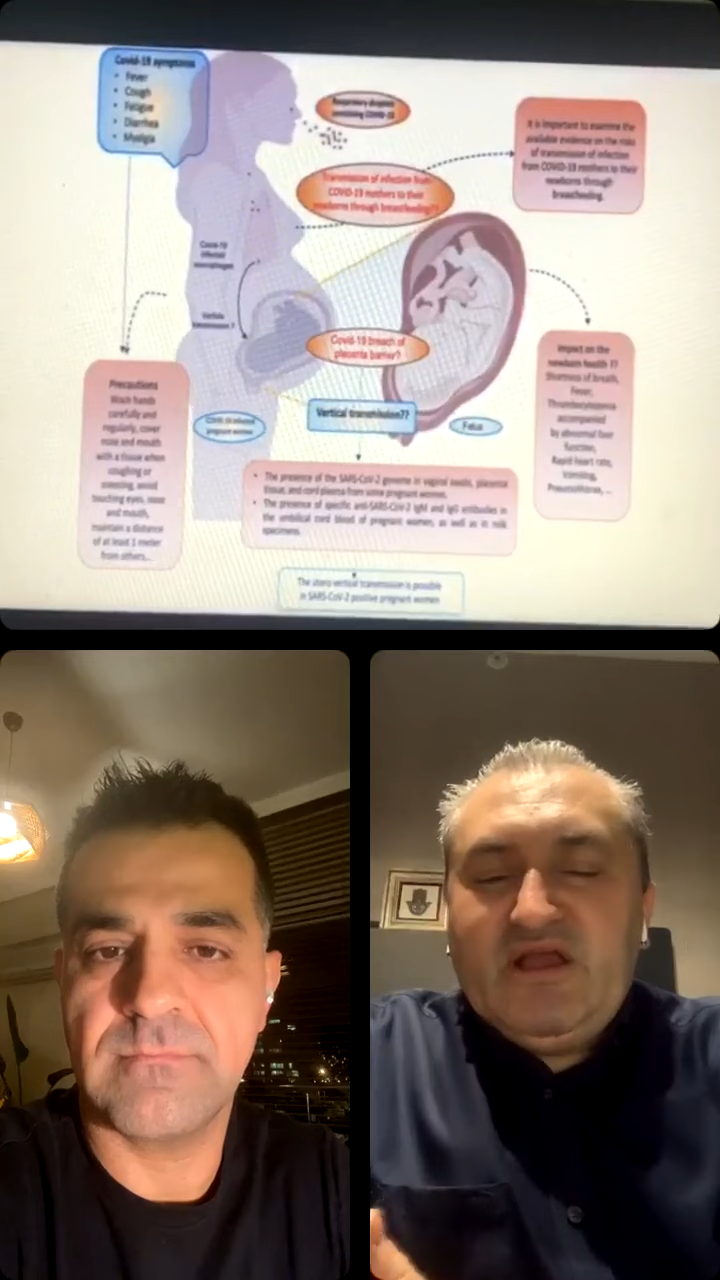 Covid-19 symptoms
• Fever
• Cough
• Fatigue
• Diarrhea
• Myalgia
Respiratory droplets
containing COVID-19
It is important to examine the
available evidence on the risks
of transmission of infection
from COVID-19 mothers to their
newborns through
breastfeeding.
Transmission of infection from
COVID-19 mothers to their
newborns through breastfeeding??
Covid-19
infected
macrophages
Vertical
transmission ?
Covid-19 breach of
placenta barrier?
Impact on the
newborn health ??
Shortness of breath,
Fever,
Thrombocytopenia
accompanied
by abnormal liver
function,
Rapid heart rate,
Vomiting,
Pneumothorax, ...
Precautions
Wash hands
carefully and
regularly, cover
nose and mouth
with a tissue when
coughing or
sneezing, avoid
touching eyes, nose
and mouth,
maintain a distance
of at least 1 meter
from others...
pregnant women
Vertical transmission??
Fetus
• The presence of the SARS-CoV-2 genome in vaginal swabs, placental
tissue, and cord plasma from some pregnant women.
• The presence of specific anti-SARS-CoV-2 IgM and IgG antibodies in
the umbilical cord blood of pregnant women, as well as in milk
specimens.
The utero vertical transmission is possible
in SARS-CoV-2 positive pregnant women